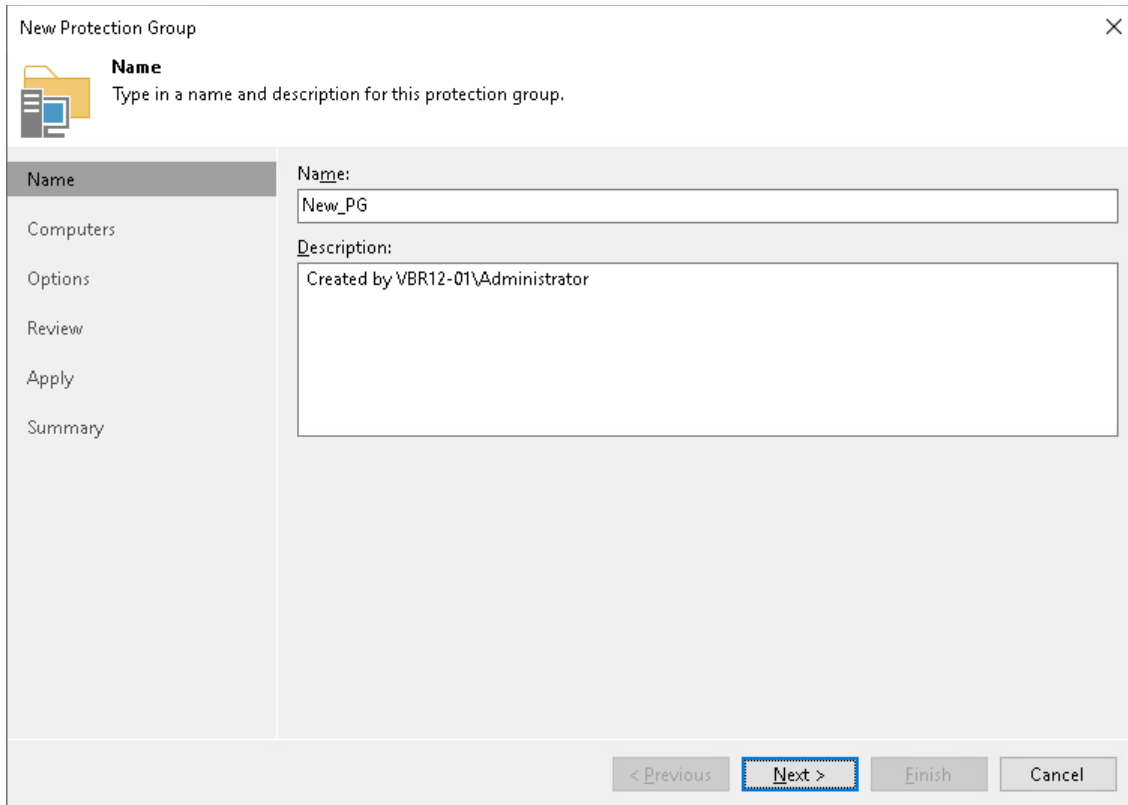 New Protection Group
Name
Type in a name and description for this protection group.
Name
Computers
Options
Review
Apply
Summary
Name:
New_PG
Description:
Created by VBR12-01\Administrator
< Previous
Next >
Finish
Cancel